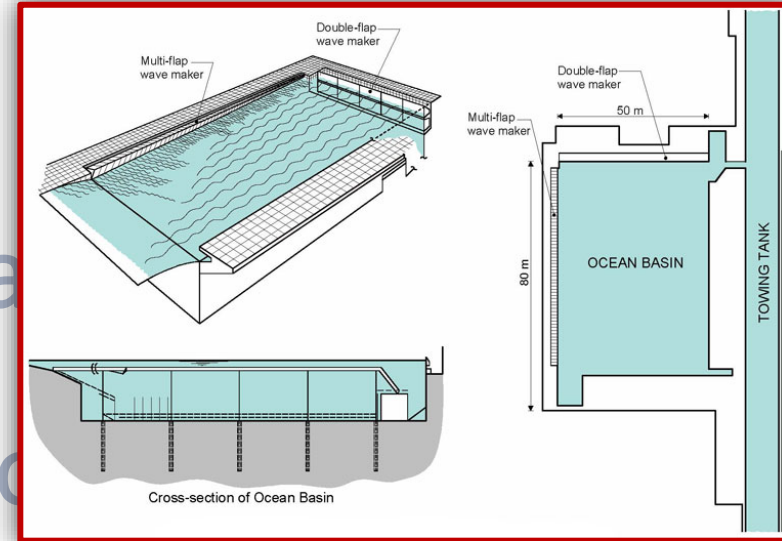 Double-flap
wave maker
Multi-flap
wave maker
Double-flap
wave maker
50 m
Multi-flap
wave maker
80 m
OCEAN BASIN
TOWING TANK
Cross-section of Ocean Basin